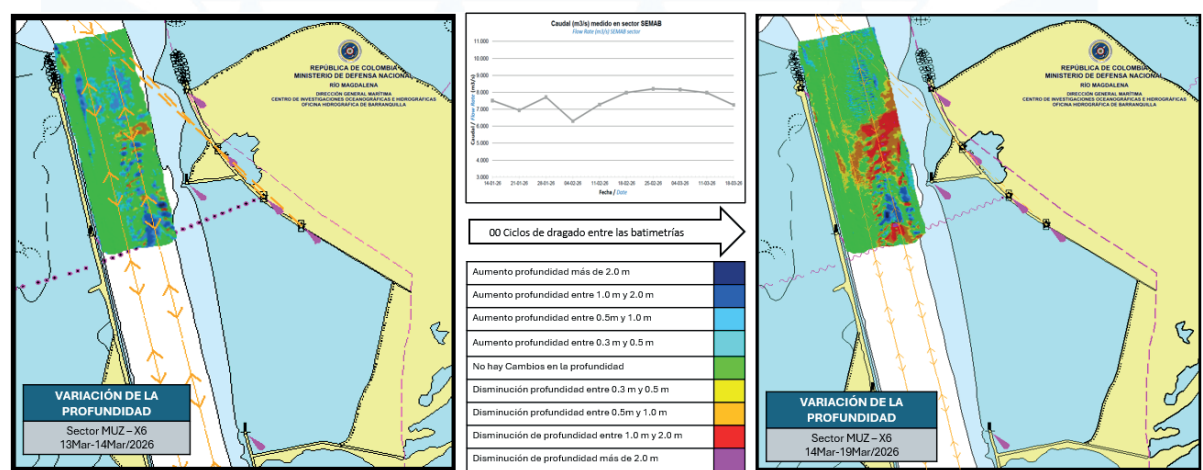 REPÚBLICA DE COLOMBIA
MINISTERIO DE DEFENSA NACIONAL
RÍO MAGDALENA
DIRECCIÓN GENERAL MARÍTIMA
CENTRO DE INVESTIGACIONES OCEANOGRÁFICAS E HIDROGRÁFICAS
OFICINA HIDROGRÁFICA DE BARRANQUILLA
VARIACIÓN DE LA
PROFUNDIDAD
Sector MUZ – X6
13Mar-14Mar/2026
Caudal (m3/s) medido en sector SEMAB
Flow Rate (m3/s) SEMAB sector
Caudal / Flow Rate (m3/s)
11.000
10.000
9.000
8.000
7.000
6.000
5.000
4.000
3.000
14-01-26 21-01-26 28-01-26 04-02-26 11-02-26 18-02-26 25-02-26 04-03-26 11-03-26 18-03-26
Fecha / Date
00 Ciclos de dragado entre las batimetrías
Aumento profundidad más de 2.0 m
Aumento profundidad entre 1.0 m y 2.0 m
Aumento profundidad entre 0.5m y 1.0 m
Aumento profundidad entre 0.3 m y 0.5 m
No hay Cambios en la profundidad
Disminución profundidad entre 0.3 m y 0.5 m
Disminución profundidad entre 0.5m y 1.0 m
Disminución de profundidad entre 1.0 m y 2.0 m
Disminución de profundidad más de 2.0 m
REPÚBLICA DE COLOMBIA
MINISTERIO DE DEFENSA NACIONAL
RÍO MAGDALENA
DIRECCIÓN GENERAL MARÍTIMA
CENTRO DE INVESTIGACIONES OCEANOGRÁFICAS E HIDROGRÁFICAS
OFICINA HIDROGRÁFICA DE BARRANQUILLA
VARIACIÓN DE LA
PROFUNDIDAD
Sector MUZ – X6
14Mar-19Mar/2026